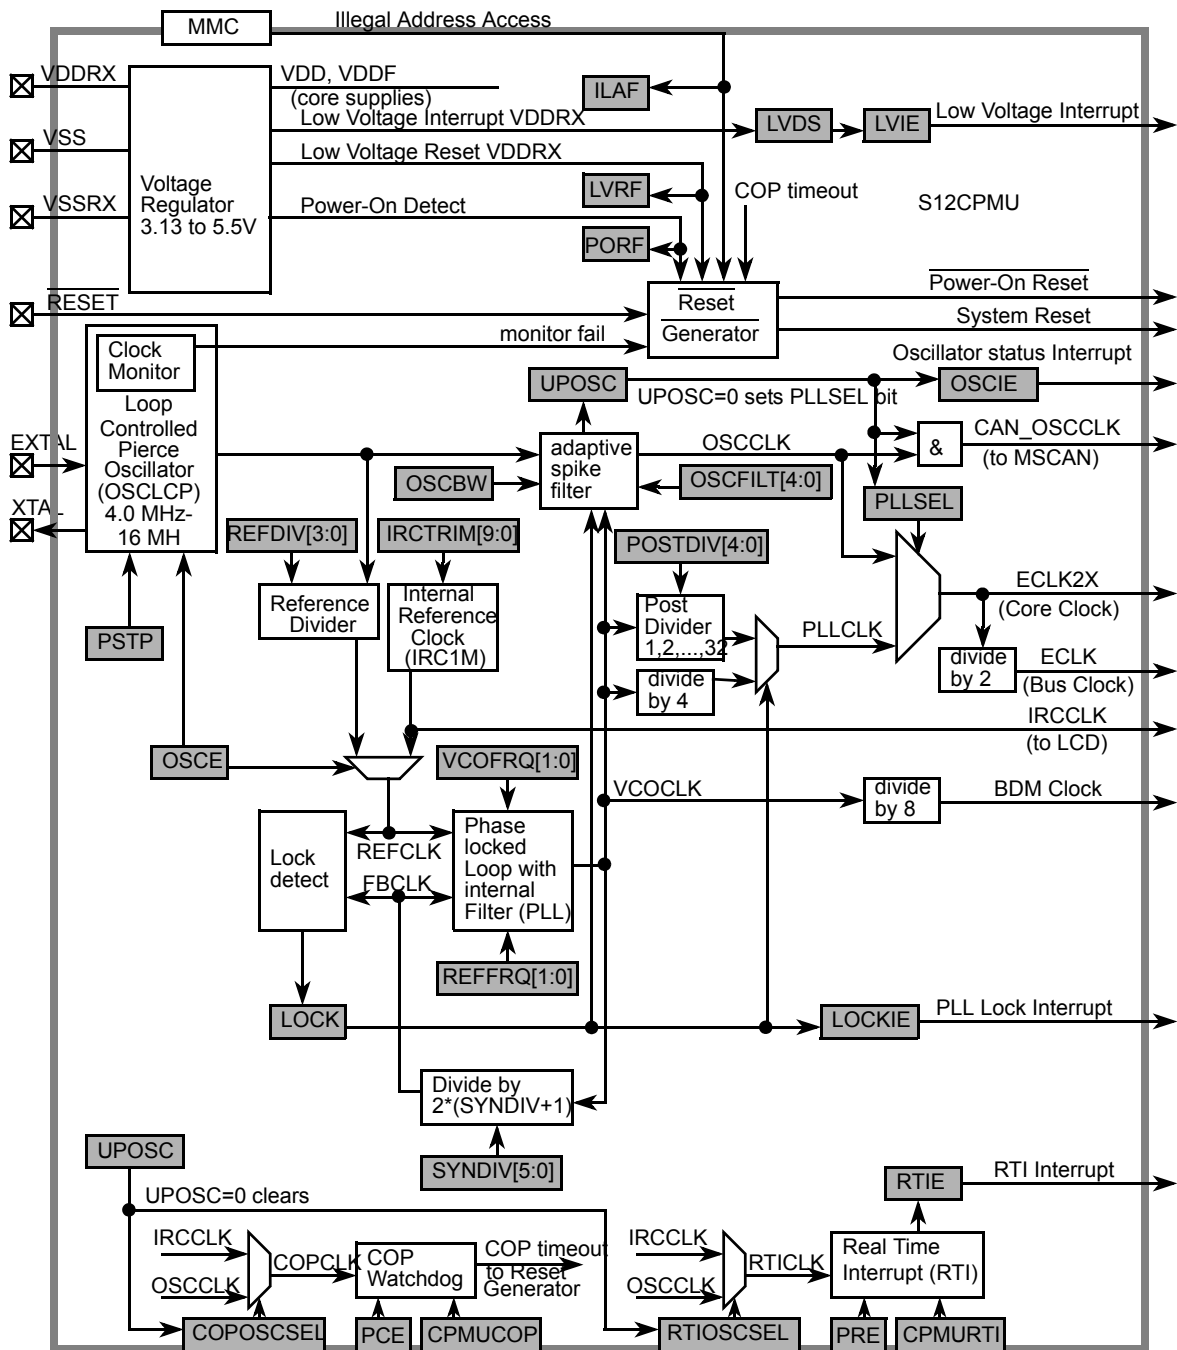 MMC
Illegal Address Access
VDDRX
VDD, VDDF
(core supplies)
ILAF
Low Voltage Interrupt VDDRX
LVDS
LVIE
Low Voltage Interrupt
VSS
Low Voltage Reset VDDRX
Voltage
Regulator
3.13 to 5.5V
LVRF
COP timeout
S12CPMU
VSSRX
Power-On Detect
PORF
RESET
Reset
Generator
Power-On Reset
System Reset
monitor fail
Clock
Monitor
Oscillator status Interrupt
UPOSC
UPOSC=0 sets PLLSEL bit
OSCIE
Loop
Controlled
Pierce
Oscillator
(OSCLCP)
4.0 MHz-
16 MH
EXTAL
XTAL
adaptive
spike
filter
OSCCLK
&
CAN_OSCCLK
(to MSCAN)
OSCBW
OSCFILT[4:0]
PLLSEL
REFDIV[3:0]
IRCTRIM[9:0]
POSTDIV[4:0]
Reference
Divider
Internal
Reference
Clock
(IRC1M)
Post
Divider
1,2,...,32
PLLCLK
ECLK2X
(Core Clock)
PSTP
divide
by 4
divide
by 2
ECLK
(Bus Clock)
IRCCLK
(to LCD)
OSCE
VCOFRQ[1:0]
VCOCLK
divide
by 8
BDM Clock
Lock
detect
REFCLK
FBCLK
Phase
locked
Loop with
internal
Filter (PLL)
REFFRQ[1:0]
LOCK
LOCKIE
PLL Lock Interrupt
Divide by
2*(SYNDIV+1)
SYNDIV[5:0]
UPOSC
UPOSC=0 clears
RTIE
RTI Interrupt
IRCCLK
OSCCLK
COPCLK
COP
Watchdog
COP timeout
to Reset
Generator
IRCCLK
OSCCLK
RTICLK
Real Time
Interrupt (RTI)
COPOSCSEL
PCE
CPMUCOP
RTIOSCSEL
PRE
CPMURTI